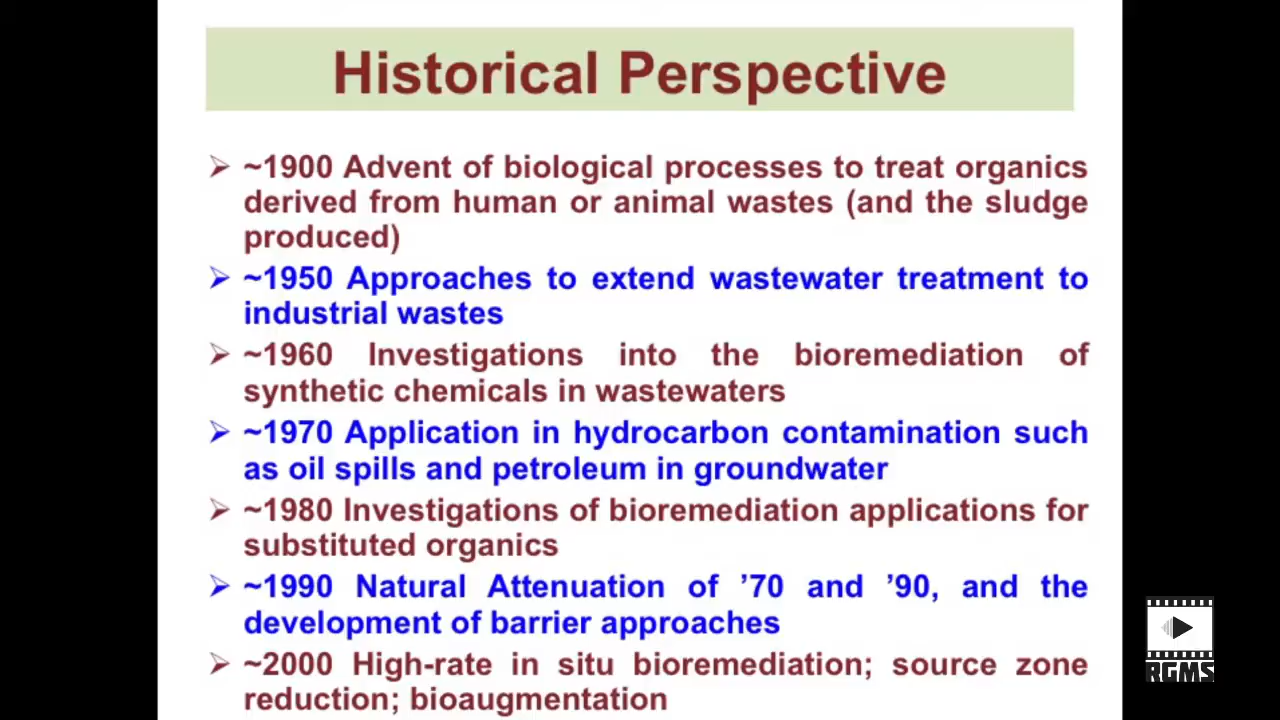 Historical Perspective
~1900 Advent of biological processes to treat organics
derived from human or animal wastes (and the sludge
produced)
~1950 Approaches to extend wastewater treatment to
industrial wastes
~1960 Investigations into the bioremediation of
synthetic chemicals in wastewaters
~1970 Application in hydrocarbon contamination such
as oil spills and petroleum in groundwater
~1980 Investigations of bioremediation applications for
substituted organics
~1990 Natural Attenuation of ’70 and ’90, and the
development of barrier approaches
~2000 High-rate in situ bioremediation; source zone
reduction; bioaugmentation
RGMS